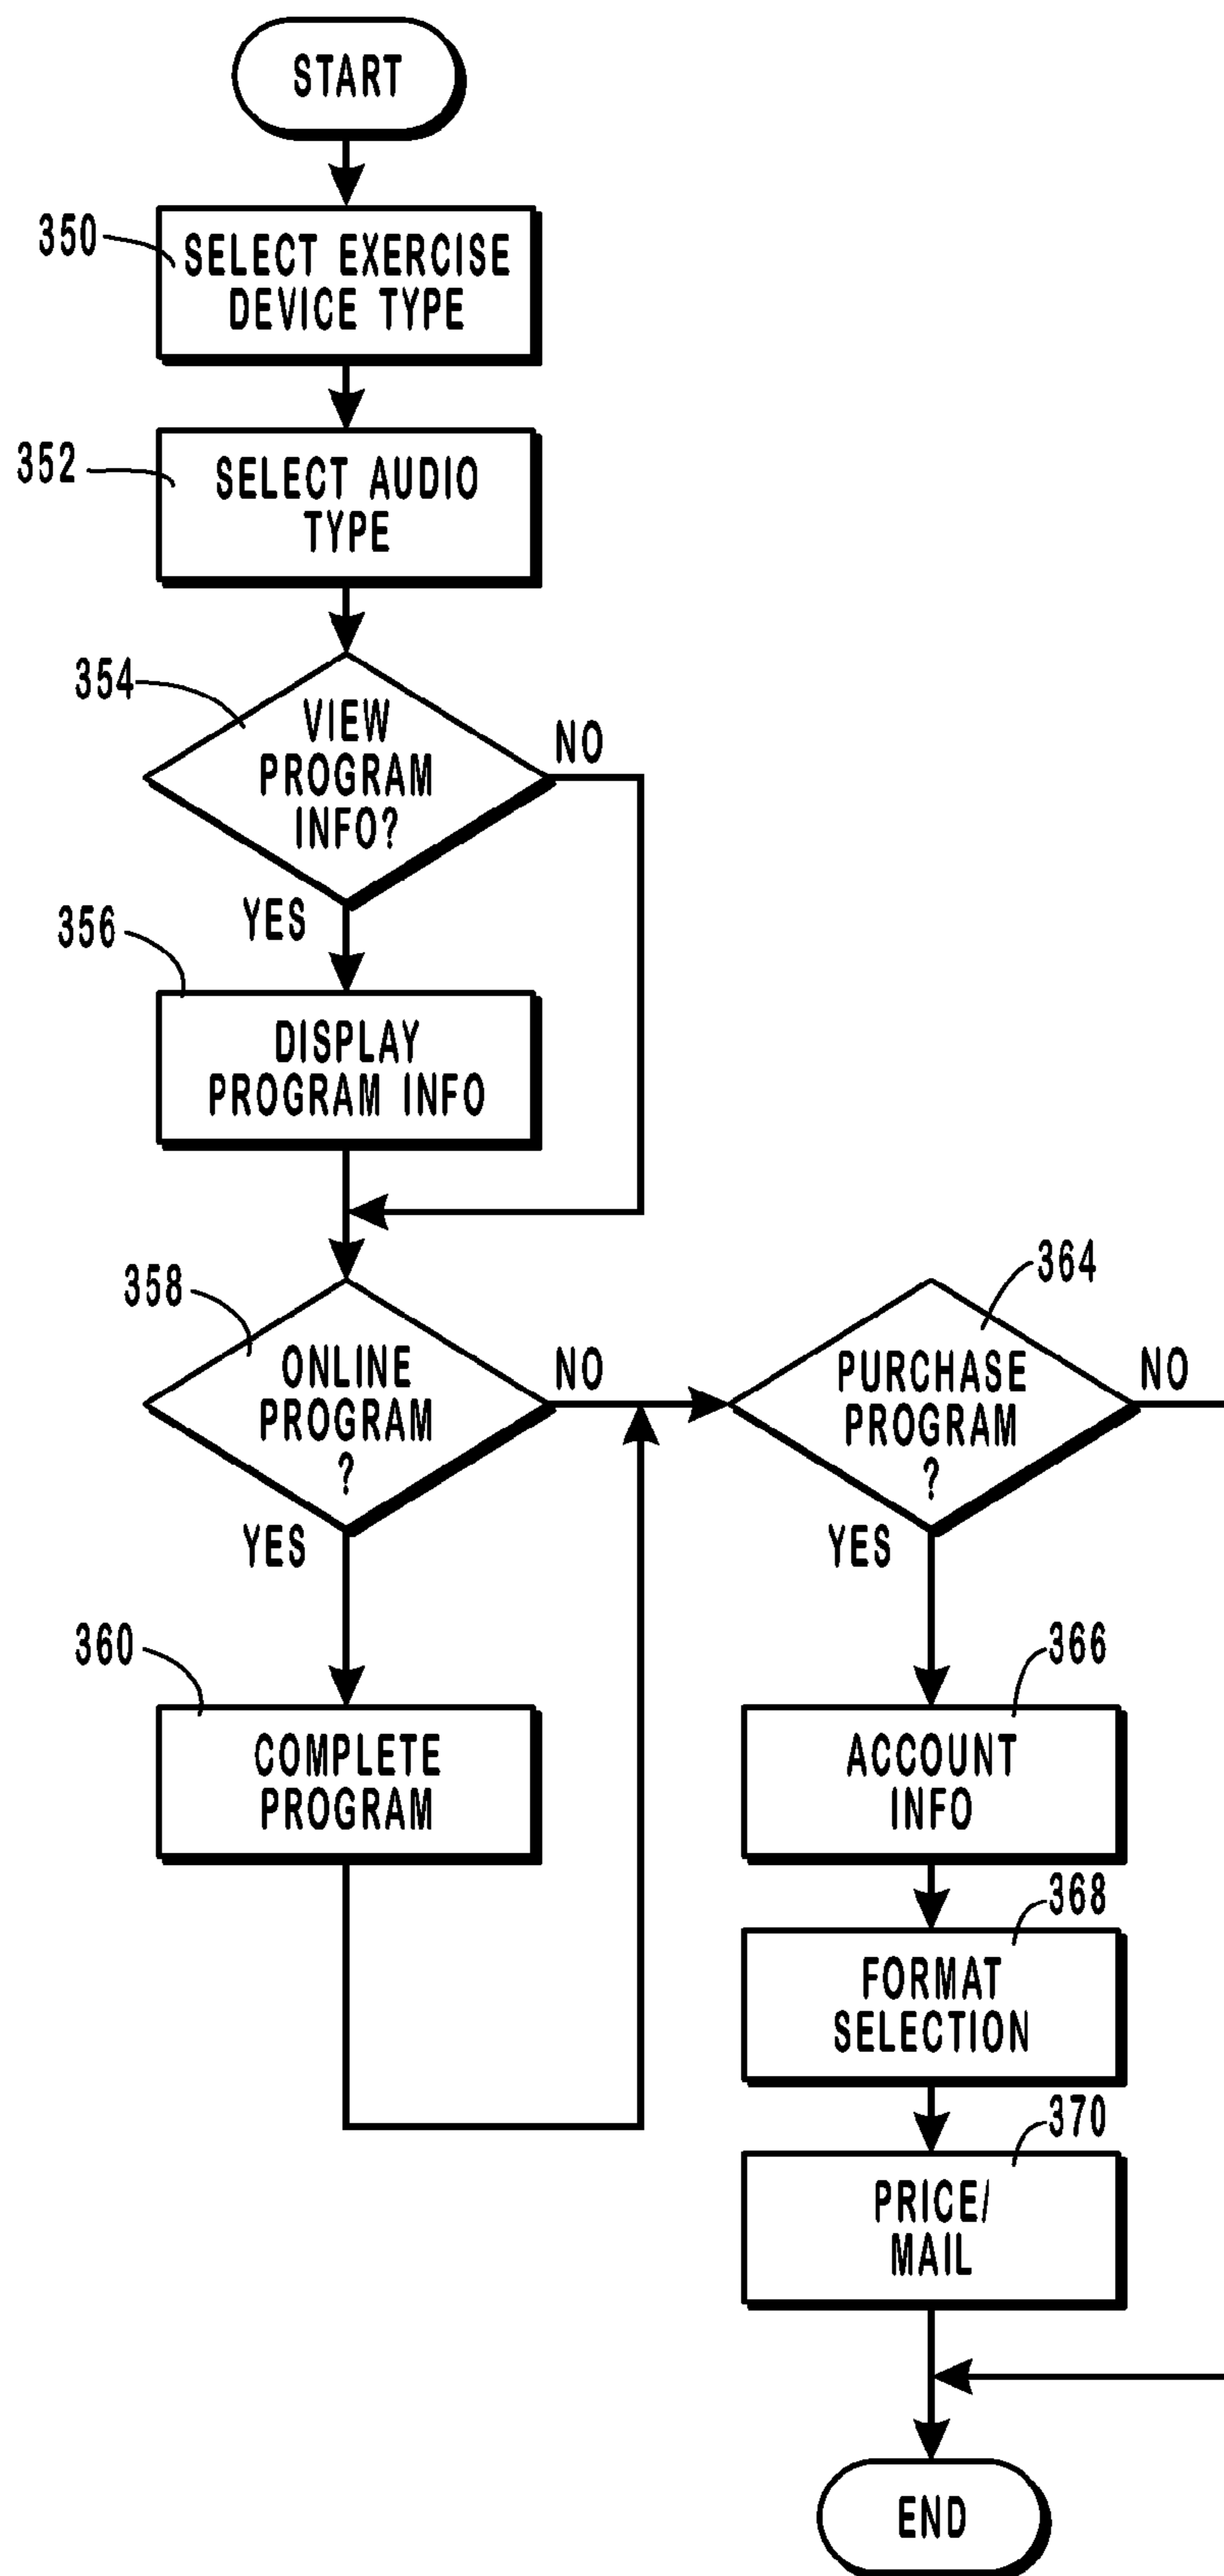 START
350
SELECT EXERCISE
DEVICE TYPE
352
SELECT AUDIO
TYPE
354
VIEW
PROGRAM
INFO?
NO
YES
356
DISPLAY
PROGRAM INFO
358
ONLINE
PROGRAM
?
NO
YES
360
COMPLETE
PROGRAM
364
PURCHASE
PROGRAM
?
NO
YES
366
ACCOUNT
INFO
368
FORMAT
SELECTION
370
PRICE/
MAIL
END